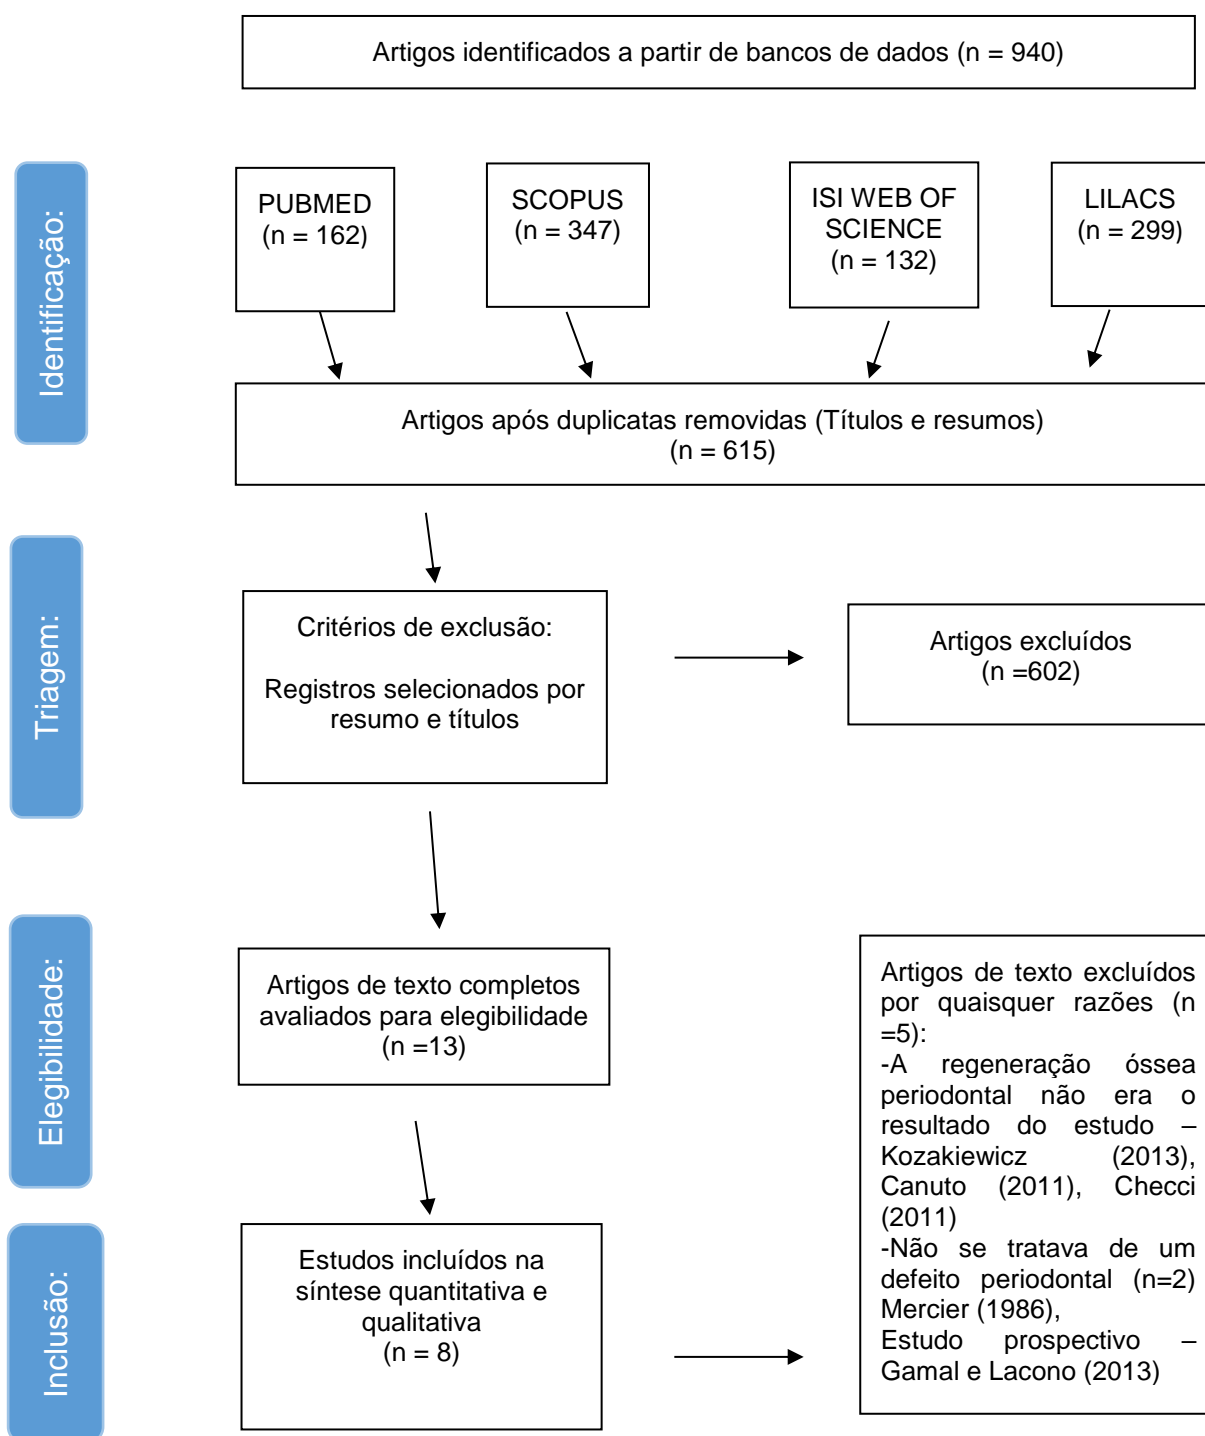 Artigos identificados a partir de bancos de dados (n = 940)
Identificação:
PUBMED
(n = 162)
SCOPUS
(n = 347)
ISI WEB OF
SCIENCE
(n = 132)
LILACS
(n = 299)
Artigos após duplicatas removidas (Títulos e resumos)
(n = 615)
Triagem:
Critérios de exclusão:
Registros selecionados por
resumo e títulos
Artigos excluídos
(n =602)
Elegibilidade:
Artigos de texto completos
avaliados para elegibilidade
(n =13)
Artigos de texto excluídos
por quaisquer razões (n
=5):
-A regeneração óssea
periodontal não era o
resultado do estudo –
Kozakiewicz (2013),
Canuto (2011), Checci
(2011)
-Não se tratava de um
defeito periodontal (n=2)
Mercier (1986),
Estudo prospectivo –
Gamal e Lacono (2013)
Inclusão:
Estudos incluídos na
síntese quantitativa e
qualitativa
(n = 8)